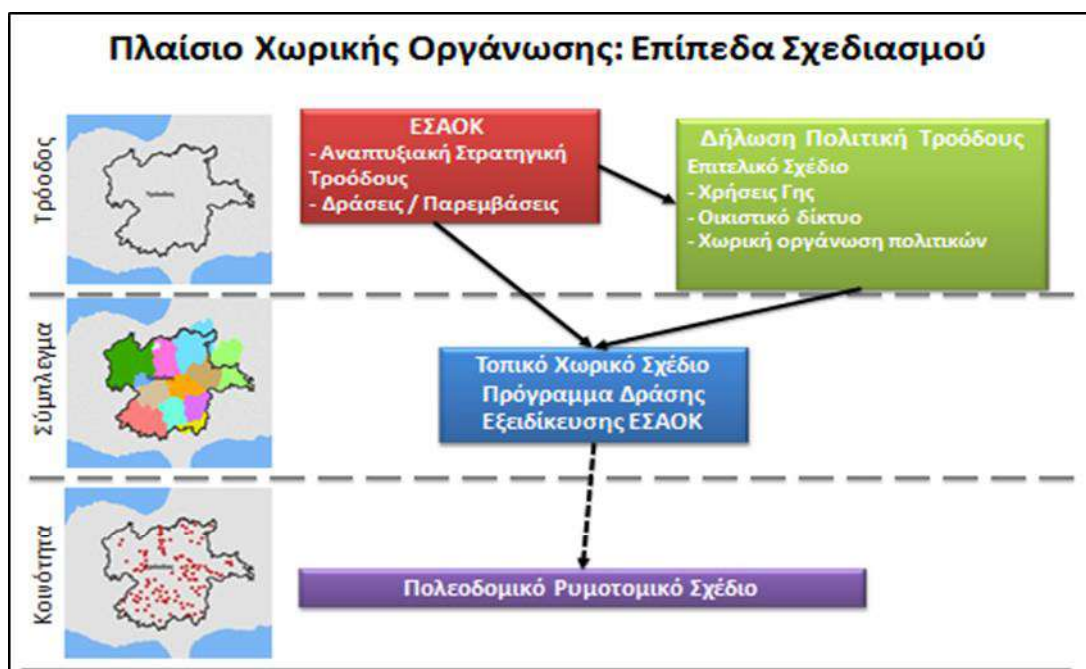 Πλαίσιο Χωρικής Οργάνωσης: Επίπεδα Σχεδιασμού
Τρόοδος
ΕΣΑΟΚ
- Αναπτυξιακή Στρατηγική
Τροόδους
- Δράσεις / Παρεμβάσεις
Δήλωση Πολιτική Τροόδους
Επιτελικό Σχέδιο
- Χρήσεις Γης
- Οικιστικό δίκτυο
- Χωρική οργάνωση πολιτικών
Σύμπλεγμα
Τοπικό Χωρικό Σχέδιο
Πρόγραμμα Δράσης
Εξειδίκευσης ΕΣΑΟΚ
Κοινότητα
Πολεοδομικό Ρυμοτομικό Σχέδιο